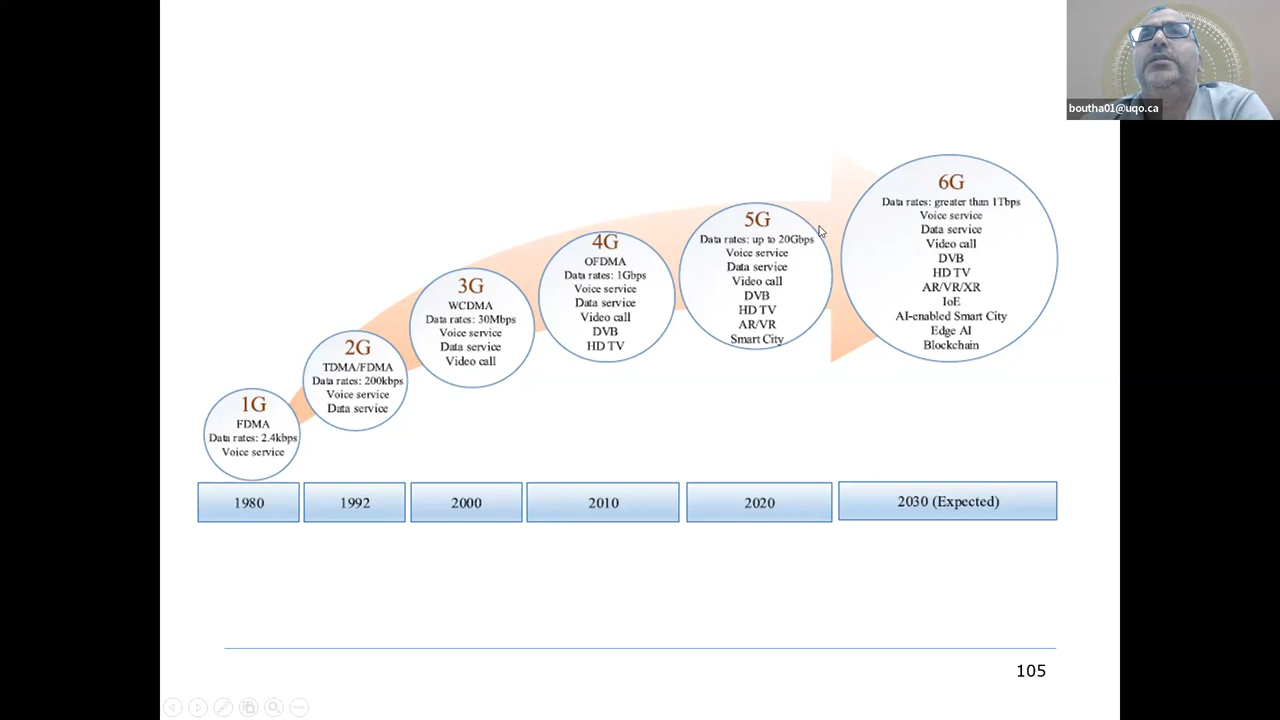 boutha01@uqo.ca
1G
FDMA
Data rates: 2.4kbps
Voice service
2G
TDMA/FDMA
Data rates: 200kbps
Voice service
Data service
3G
WCDMA
Data rates: 30Mbps
Voice service
Data service
Video call
4G
OFDMA
Data rates: 1Gbps
Voice service
Data service
Video call
DVB
HD TV
5G
Data rates: up to 20Gbps
Voice service
Data service
Video call
DVB
HD TV
AR/VR
Smart City
6G
Data rates: greater than 1Tbps
Voice service
Data service
Video call
DVB
HD TV
AR/VR/XR
IoE
AI-enabled Smart City
Edge AI
Blockchain
1980
1992
2000
2010
2020
2030 (Expected)
105